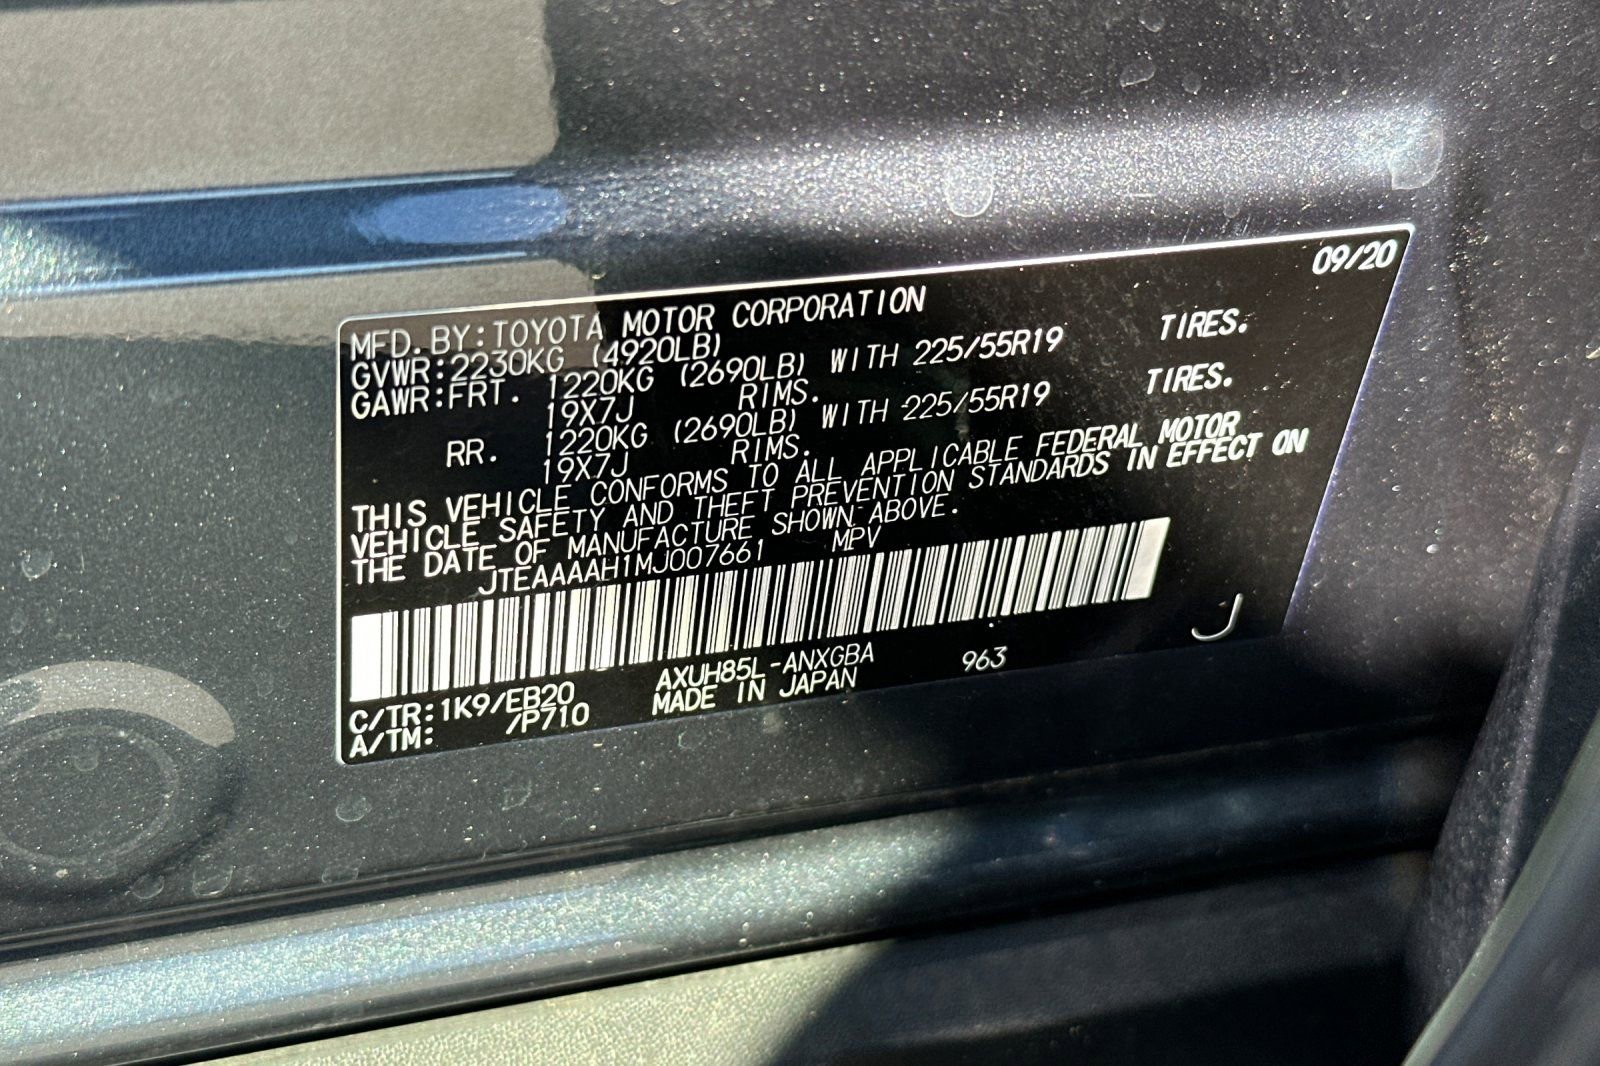 09/20
MFD. BY: TOYOTA MOTOR CORPORATION
GVWR: 2230KG (4920LB)
GAWR: FRT. 1220KG (2690LB) WITH 225/55R19 TIRES.
19X7J RIMS.
RR. 1220KG (2690LB) WITH 225/55R19 TIRES.
19X7J RIMS.
THIS VEHICLE CONFORMS TO ALL APPLICABLE FEDERAL MOTOR
VEHICLE SAFETY AND THEFT PREVENTION STANDARDS IN EFFECT ON
THE DATE OF MANUFACTURE SHOWN ABOVE.
JTEAAAAH1MJ007661 MPV
C/TR: 1K9/EB20 AXUH85L-ANXGBA 963 J
A/TM: /P710 MADE IN JAPAN